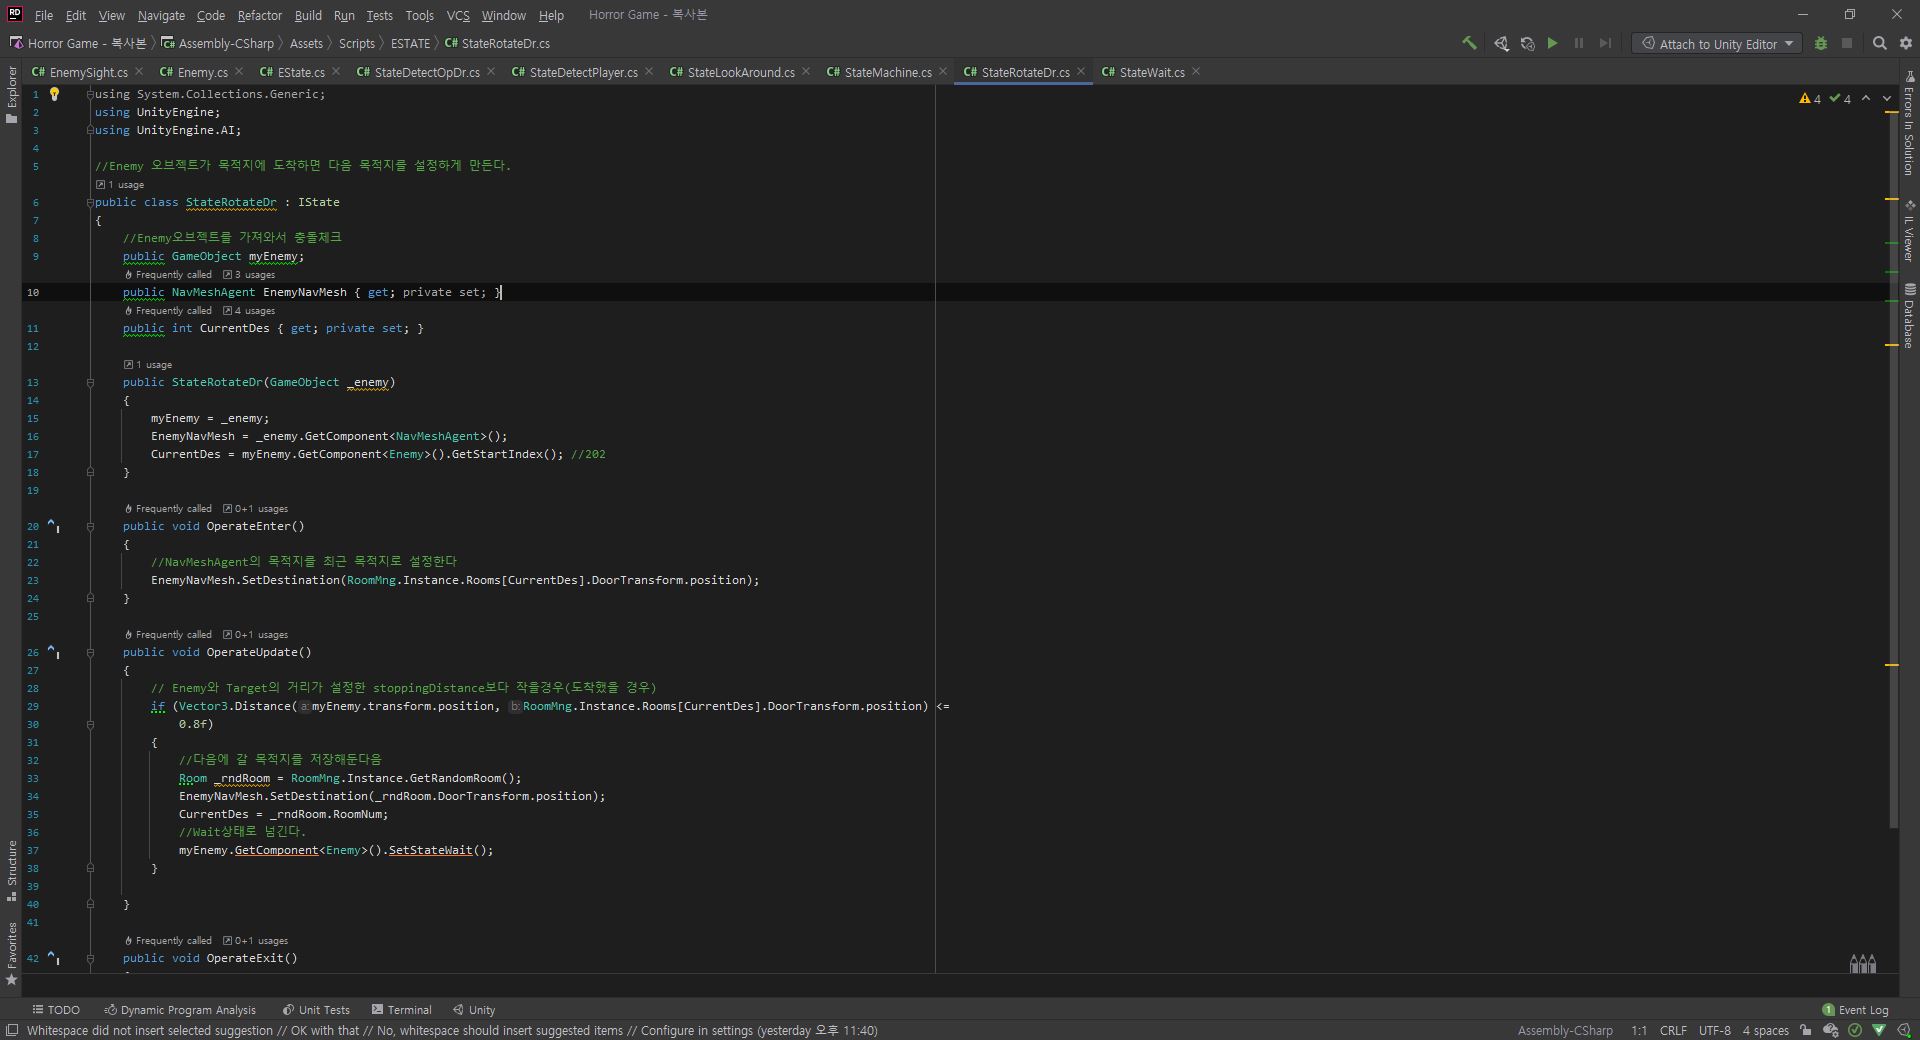 File Edit View Navigate Code Refactor Build Run Tests Tools VCS Window Help Horror Game - 복사본
Horror Game - 복사본 Assembly-CSharp Assets Scripts ESTATE C# StateRotateDr.cs Attach to Unity Editor
C# EnemySight.cs C# Enemy.cs C# EState.cs C# StateDetectOpDr.cs C# StateDetectPlayer.cs C# StateLookAround.cs C# StateMachine.cs C# StateRotateDr.cs C# StateWait.cs
Explorer
Structure
Favorites
Errors In Solution
IL Viewer
Database
4 4
1 using System.Collections.Generic;
2 using UnityEngine;
3 using UnityEngine.AI;
4
5 //Enemy 오브젝트가 목적지에 도착하면 다음 목적지를 설정하게 만든다.
1 usage
6 public class StateRotateDr : IState
7 {
8 //Enemy오브젝트를 가져와서 충돌체크
9 public GameObject myEnemy;
Frequently called 3 usages
10 public NavMeshAgent EnemyNavMesh { get; private set; }
Frequently called 4 usages
11 public int CurrentDes { get; private set; }
12
1 usage
13 public StateRotateDr(GameObject _enemy)
14 {
15 myEnemy = _enemy;
16 EnemyNavMesh = _enemy.GetComponent<NavMeshAgent>();
17 CurrentDes = myEnemy.GetComponent<Enemy>().GetStartIndex(); //202
18 }
19
Frequently called 0+1 usages
20 public void OperateEnter()
21 {
22 //NavMeshAgent의 목적지를 최근 목적지로 설정한다
23 EnemyNavMesh.SetDestination(RoomMng.Instance.Rooms[CurrentDes].DoorTransform.position);
24 }
25
Frequently called 0+1 usages
26 public void OperateUpdate()
27 {
28 // Enemy와 Target의 거리가 설정한 stoppingDistance보다 작을경우(도착했을 경우)
29 if (Vector3.Distance(a:myEnemy.transform.position, b:RoomMng.Instance.Rooms[CurrentDes].DoorTransform.position) <=
30 0.8f)
31 {
32 //다음에 갈 목적지를 저장해둔다음
33 Room _rndRoom = RoomMng.Instance.GetRandomRoom();
34 EnemyNavMesh.SetDestination(_rndRoom.DoorTransform.position);
35 CurrentDes = _rndRoom.RoomNum;
36 //Wait상태로 넘긴다.
37 myEnemy.GetComponent<Enemy>().SetStateWait();
38 }
39
40 }
41
Frequently called 0+1 usages
42 public void OperateExit()
TODO Dynamic Program Analysis Unit Tests Terminal Unity 1 Event Log
Whitespace did not insert selected suggestion // OK with that // No, whitespace should insert suggested items // Configure in settings (yesterday 오후 11:40) Assembly-CSharp 1:1 CRLF UTF-8 4 spaces